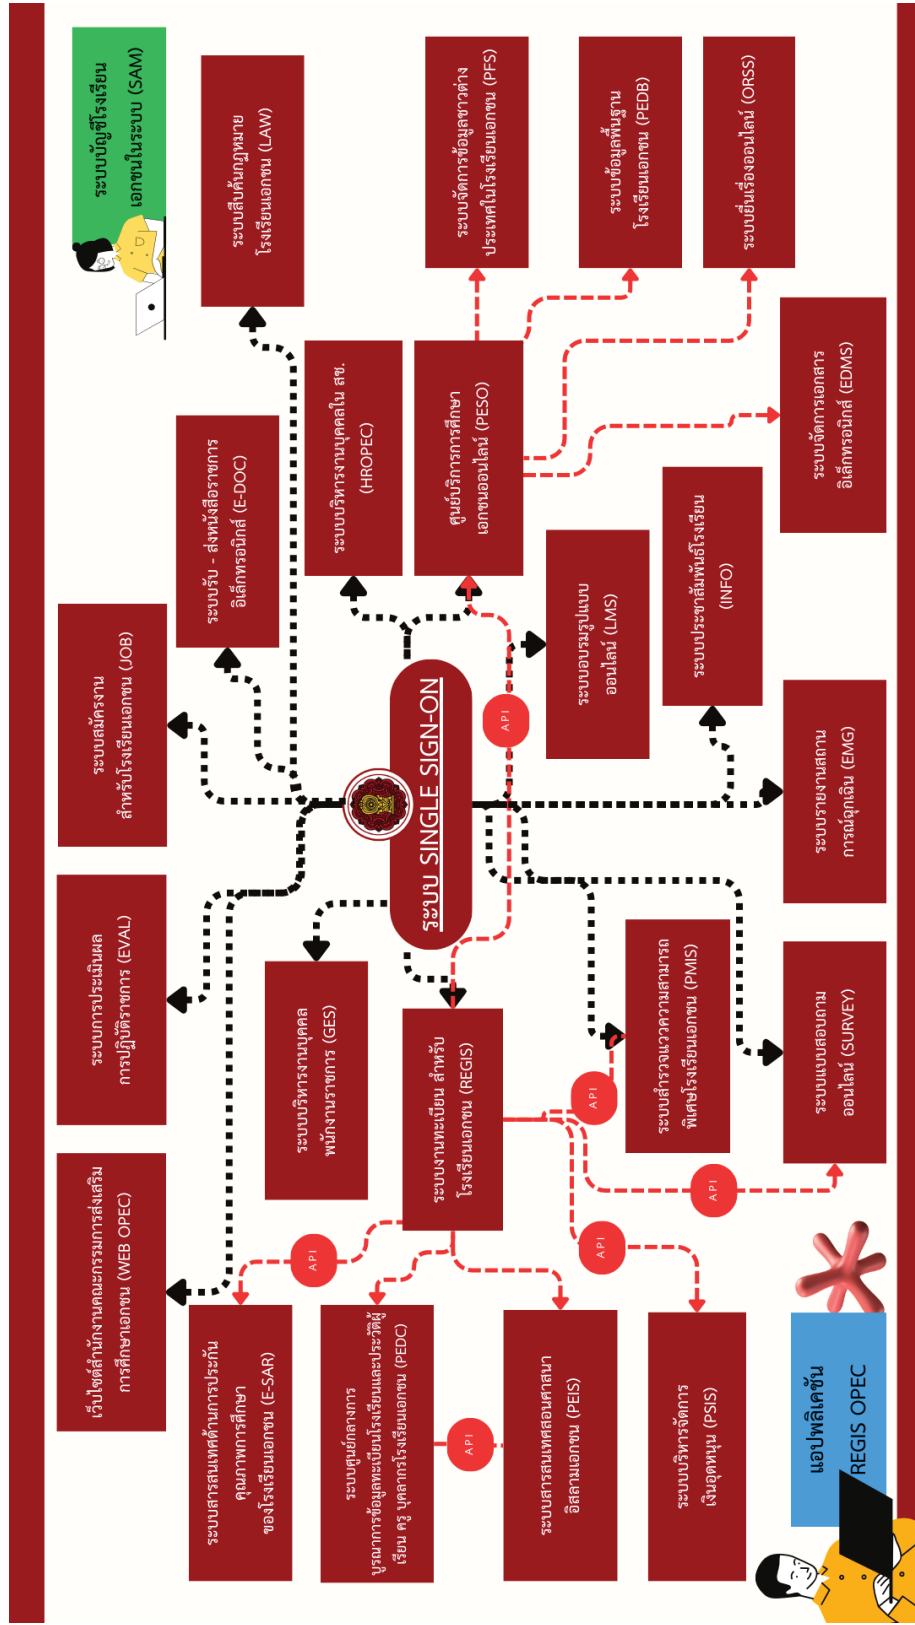 เว็บไซต์สำนักงานคณะกรรมการส่งเสริม
การศึกษาเอกชน (WEB OPEC)
ระบบการประเมินผล
การปฏิบัติราชการ (EVAL)
ระบบสมัครงาน
สำหรับโรงเรียนเอกชน (JOB)
ระบบบัญชีโรงเรียน
เอกชนในระบบ (SAM)
ระบบรับ - ส่งหนังสือราชการ
อิเล็กทรอนิกส์ (E-DOC)
ระบบสืบค้นกฎหมาย
โรงเรียนเอกชน (LAW)
ระบบสารสนเทศด้านการประกัน
คุณภาพการศึกษา
ของโรงเรียนเอกชน (E-SAR)
API
ระบบบริหารงานบุคคล
พนักงานราชการ (GES)
ระบบบริหารงานบุคคลใน สช.
(HROPEC)
ระบบศูนย์กลางการ
บูรณาการข้อมูลทะเบียนโรงเรียนและประวัติผู้
เรียน ครู บุคลากรโรงเรียนเอกชน (PEDC)
ระบบงานทะเบียน สำหรับ
โรงเรียนเอกชน (REGIS)
ระบบ SINGLE SIGN-ON
ศูนย์บริการการศึกษา
เอกชนออนไลน์ (PESO)
ระบบจัดการข้อมูลชาวต่าง
ประเทศในโรงเรียนเอกชน (PFS)
API
API
ระบบสารสนเทศสอนศาสนา
อิสลามเอกชน (PEIS)
ระบบอบรมรูปแบบ
ออนไลน์ (LMS)
ระบบข้อมูลพื้นฐาน
โรงเรียนเอกชน (PEDB)
API
API
ระบบบริหารจัดการ
เงินอุดหนุน (PSIS)
ระบบสำรวจแววความสามารถ
พิเศษโรงเรียนเอกชน (PMIS)
ระบบประชาสัมพันธ์โรงเรียน
(INFO)
ระบบยื่นเรื่องออนไลน์ (ORSS)
API
แอปพลิเคชัน
REGIS OPEC
ระบบแบบสอบถาม
ออนไลน์ (SURVEY)
ระบบรายงานสถาน
การณ์ฉุกเฉิน (EMG)
ระบบจัดการเอกสาร
อิเล็กทรอนิกส์ (EDMS)